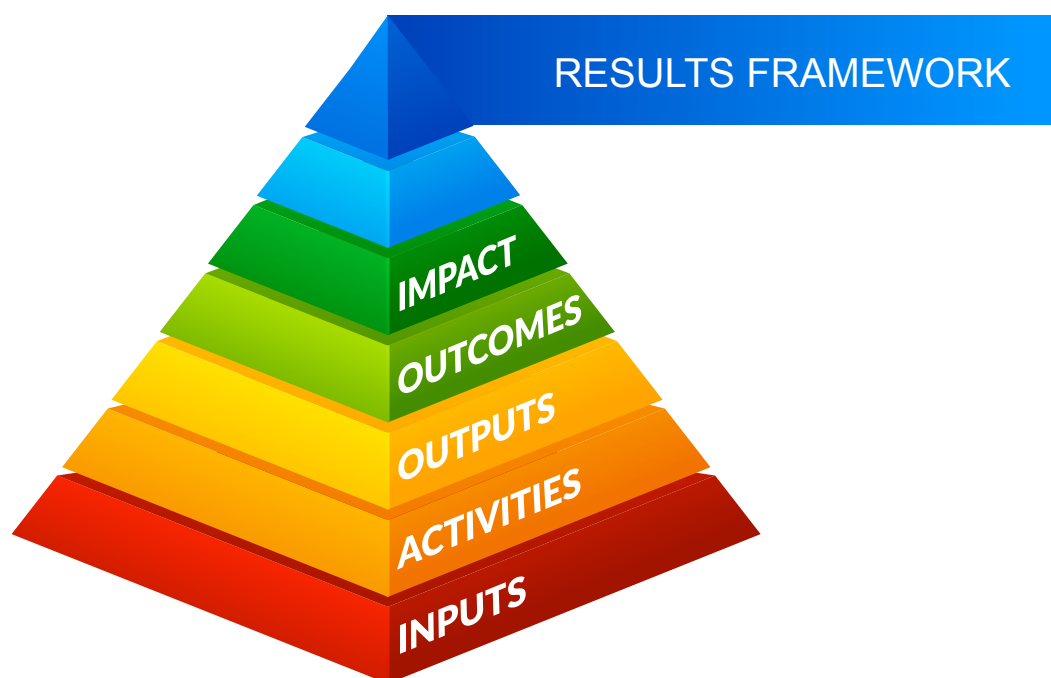 RESULTS FRAMEWORK
IMPACT
OUTCOMES
OUTPUTS
ACTIVITIES
INPUTS